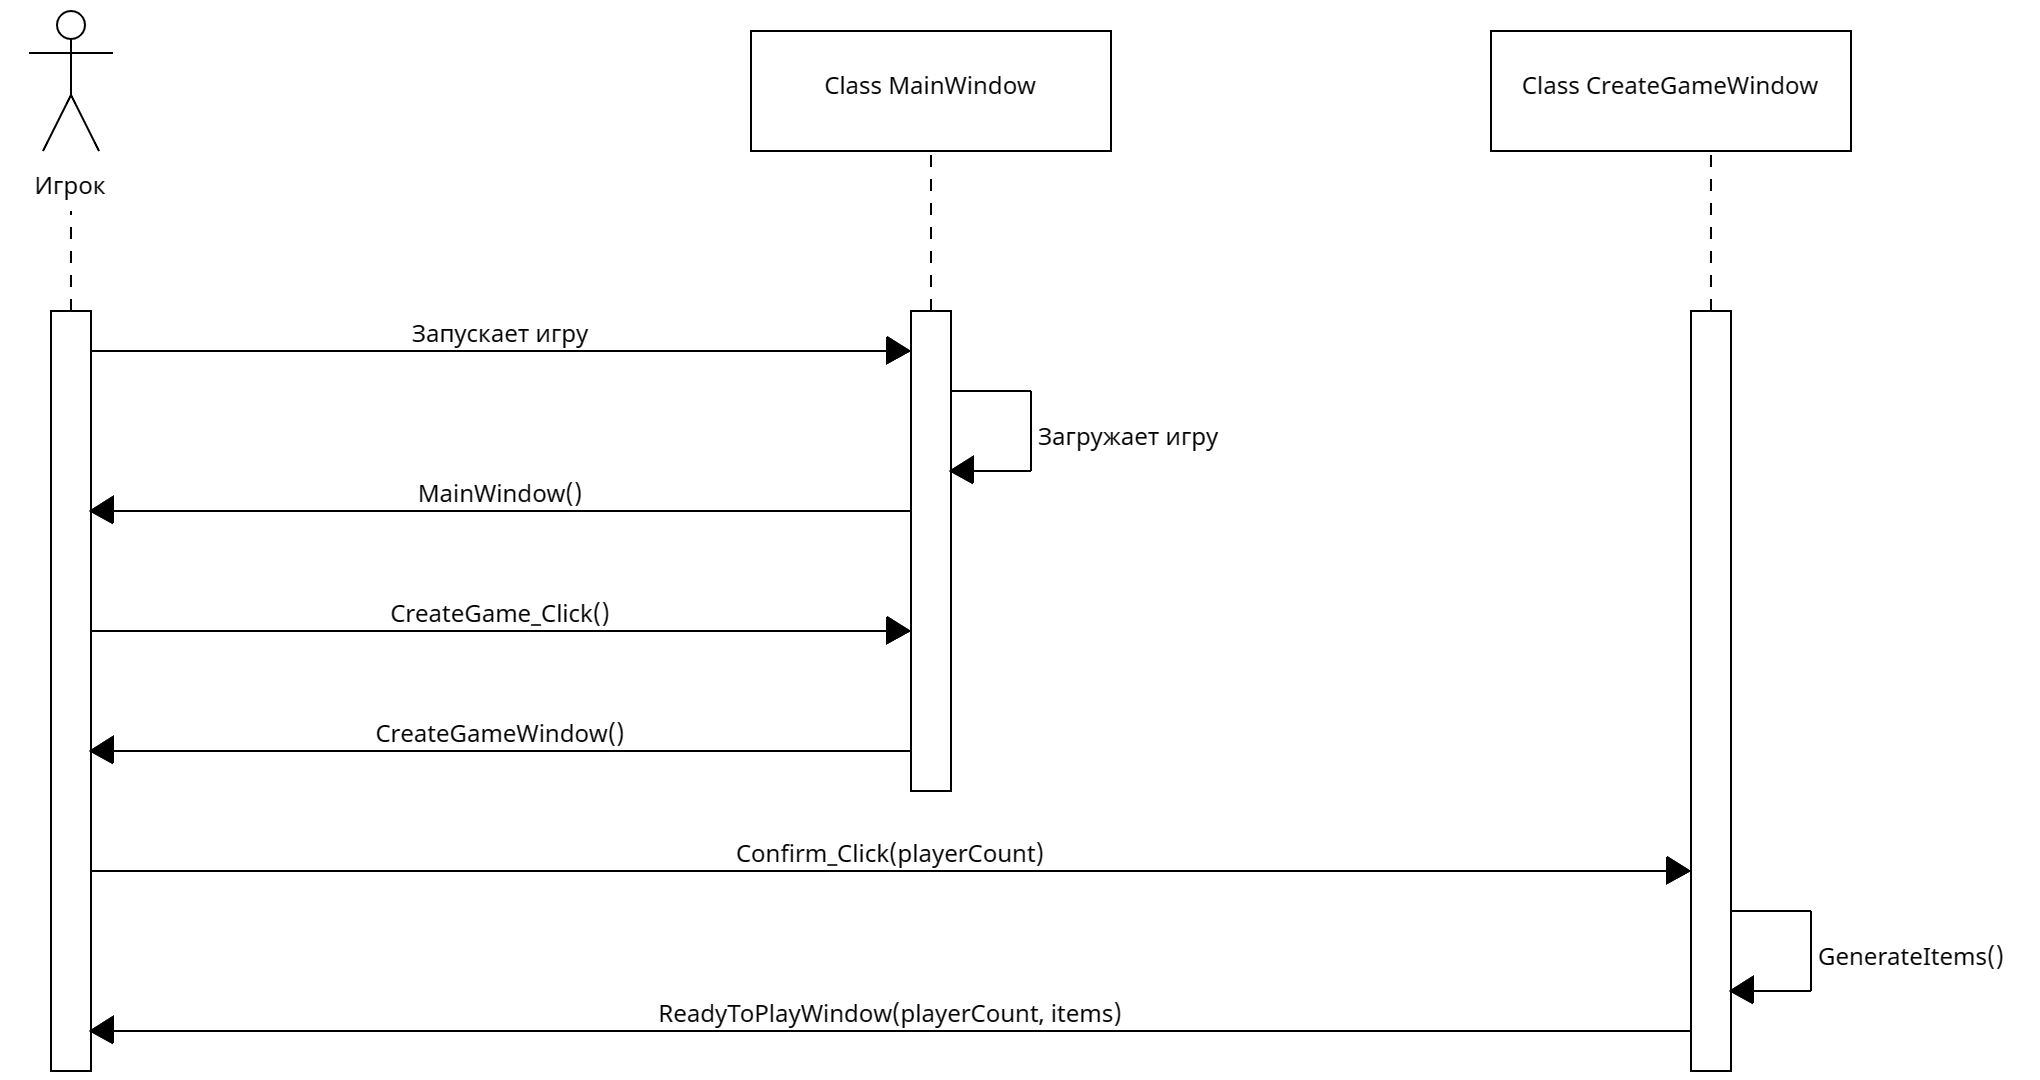 Class MainWindow
Class CreateGameWindow
Игрок
Запускает игру
Загружает игру
MainWindow()
CreateGame_Click()
CreateGameWindow()
Confirm_Click(playerCount)
GenerateItems()
ReadyToPlayWindow(playerCount, items)